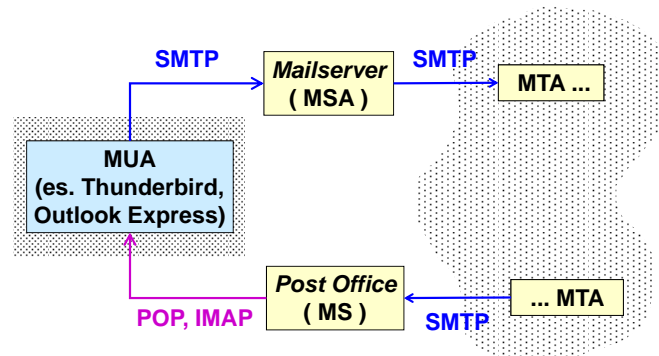 SMTP
Mailserver
( MSA )
SMTP
MTA ...
MUA
(es. Thunderbird,
Outlook Express)
POP, IMAP
Post Office
( MS )
SMTP
... MTA